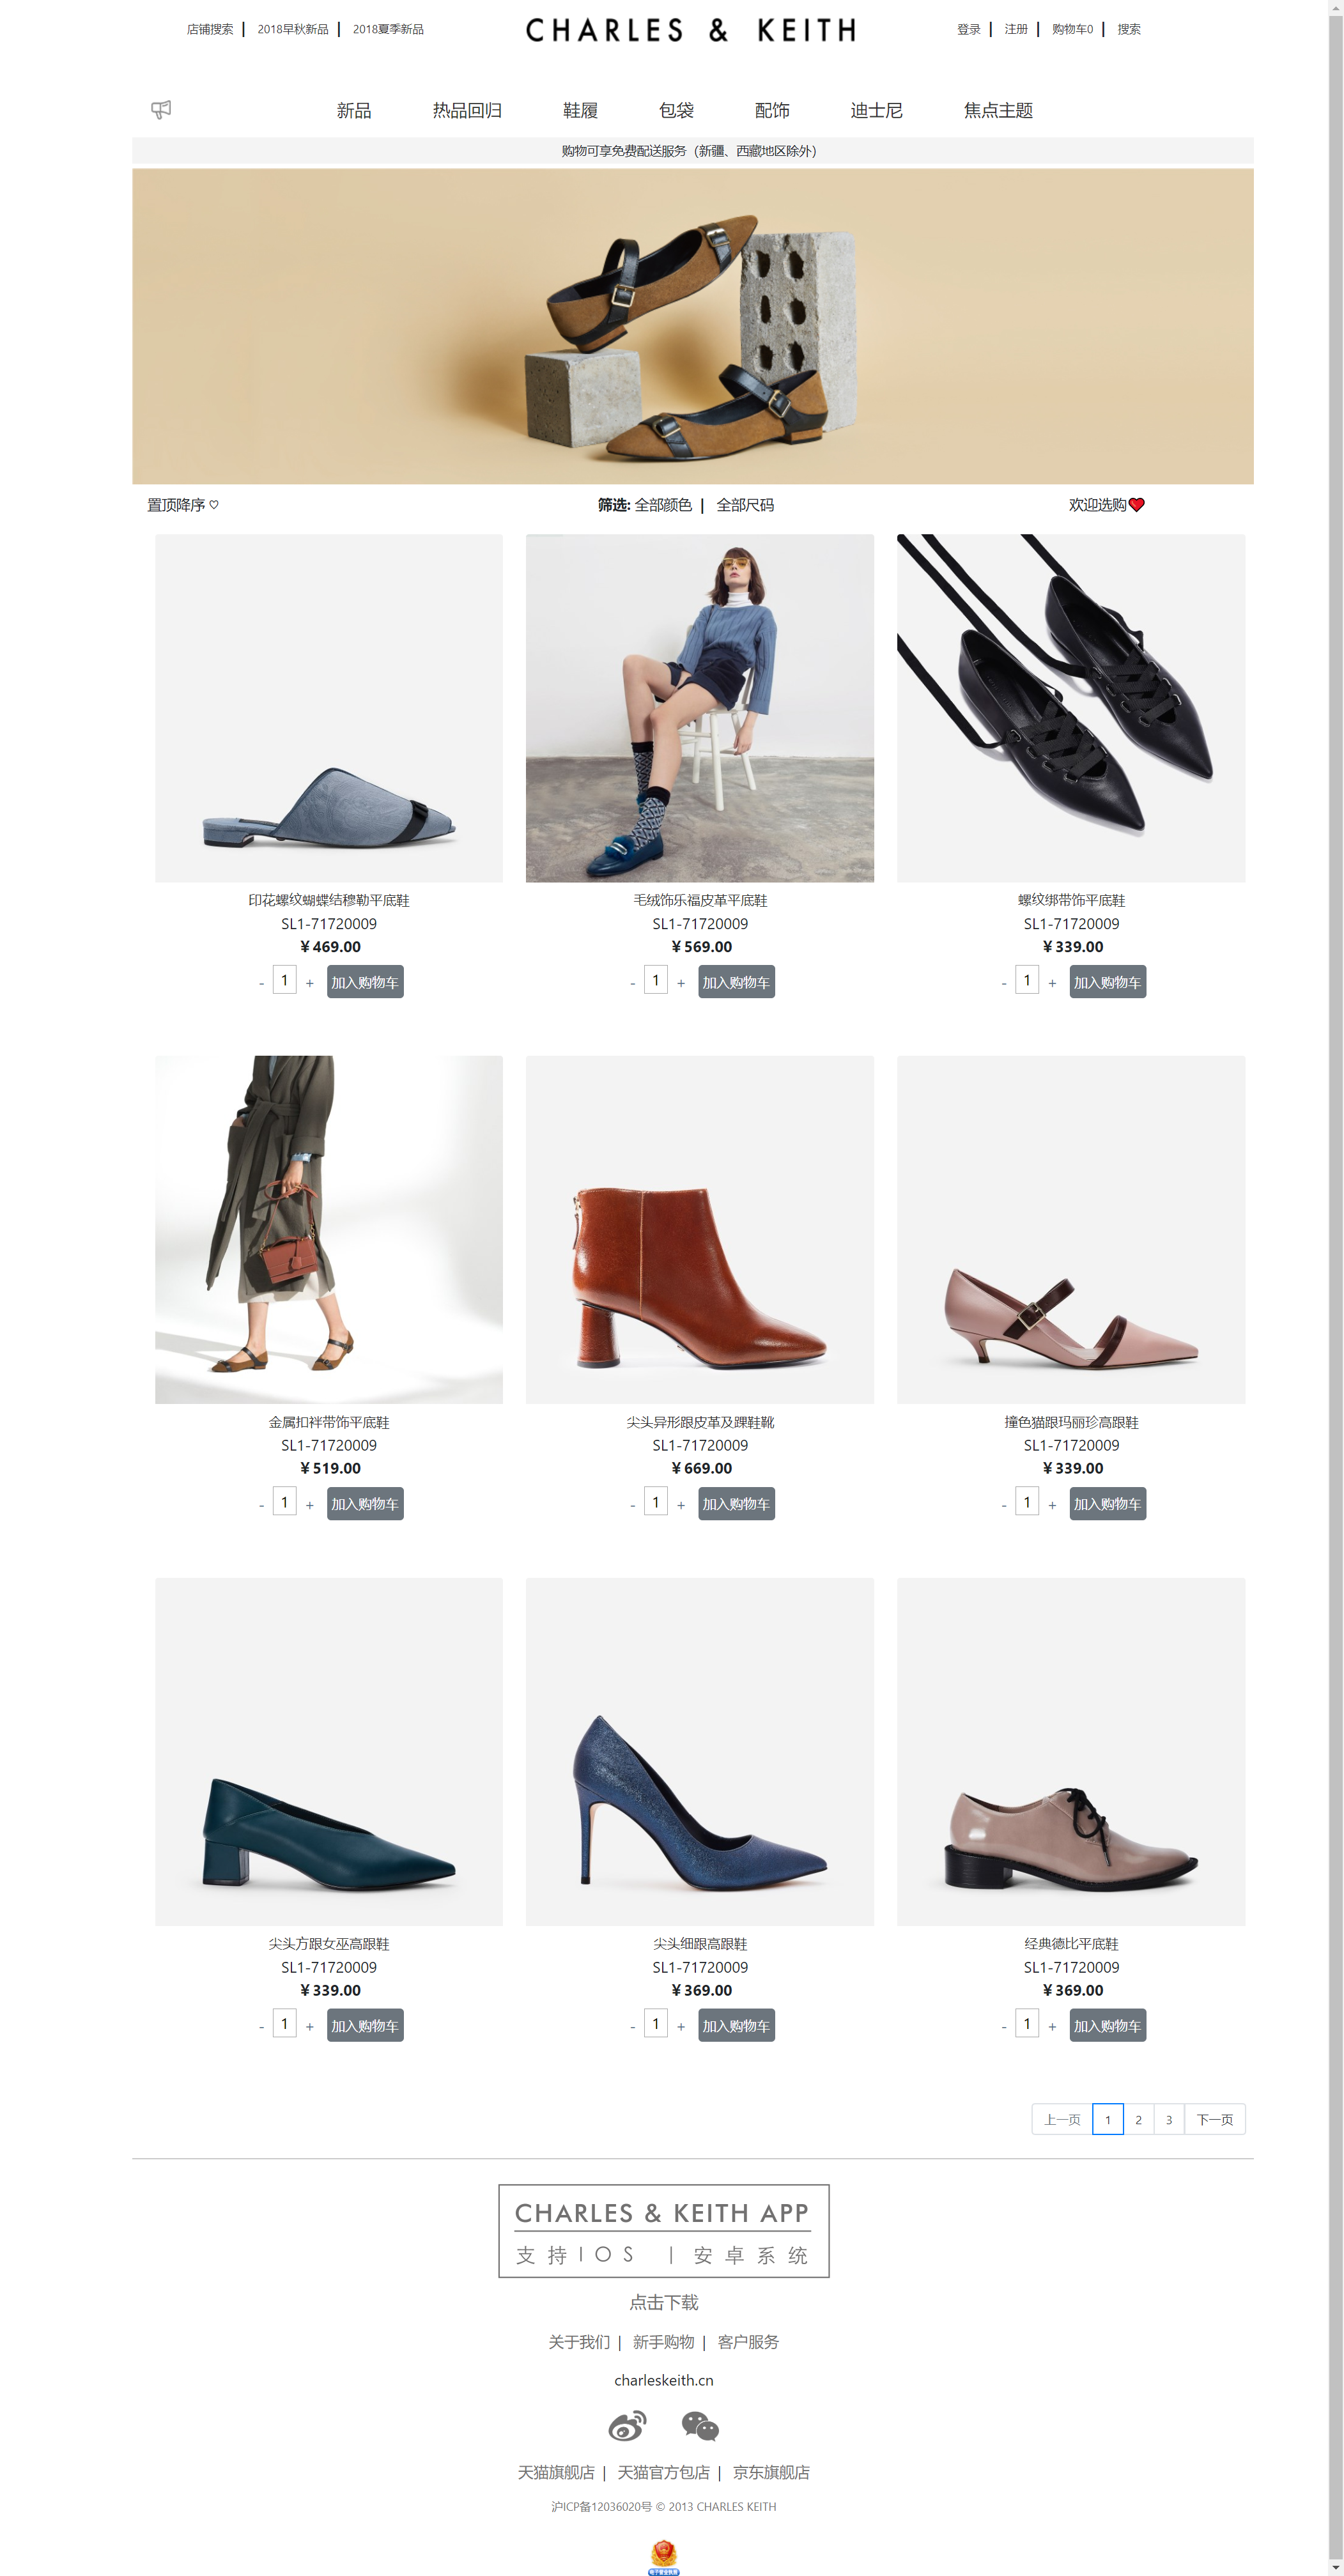 店铺搜索 | 2018早秋新品 | 2018夏季新品
CHARLES & KEITH
登录 | 注册 | 购物车0 | 搜索
新品 热品回归 鞋履 包袋 配饰 迪士尼 焦点主题
购物可享免费配送服务（新疆、西藏地区除外）
置顶降序 ♡
筛选: 全部颜色 | 全部尺码
欢迎选购
印花螺纹蝴蝶结穆勒平底鞋
SL1-71720009
￥469.00
- 1 + 加入购物车
毛绒饰乐福皮革平底鞋
SL1-71720009
￥569.00
- 1 + 加入购物车
螺纹绑带饰平底鞋
SL1-71720009
￥339.00
- 1 + 加入购物车
金属扣袢带饰平底鞋
SL1-71720009
￥519.00
- 1 + 加入购物车
尖头异形跟皮革及踝鞋靴
SL1-71720009
￥669.00
- 1 + 加入购物车
撞色猫跟玛丽珍高跟鞋
SL1-71720009
￥339.00
- 1 + 加入购物车
尖头方跟女巫高跟鞋
SL1-71720009
￥339.00
- 1 + 加入购物车
尖头细跟高跟鞋
SL1-71720009
￥369.00
- 1 + 加入购物车
经典德比平底鞋
SL1-71720009
￥369.00
- 1 + 加入购物车
上一页 1 2 3 下一页
CHARLES & KEITH APP
支持IOS | 安卓系统
点击下载
关于我们 | 新手购物 | 客户服务
charleskeith.cn
天猫旗舰店 | 天猫官方包店 | 京东旗舰店
沪ICP备12036020号 © 2013 CHARLES KEITH
电子营业执照